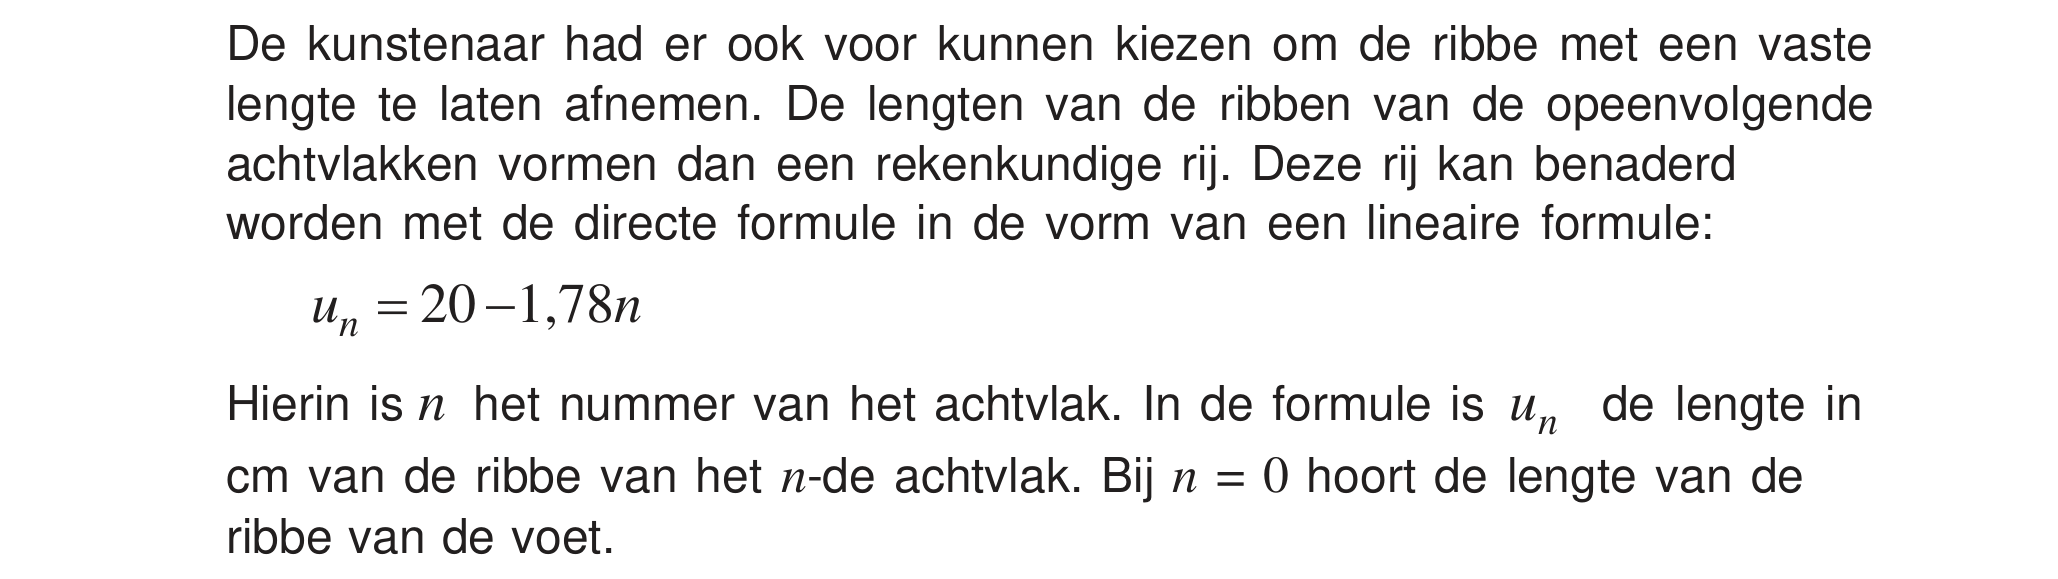 De kunstenaar had er ook voor kunnen kiezen om de ribbe met een vaste
lengte te laten afnemen. De lengten van de ribben van de opeenvolgende
achtvlakken vormen dan een rekenkundige rij. Deze rij kan benaderd
worden met de directe formule in de vorm van een lineaire formule:
uₙ = 20 – 1,78n
Hierin is n het nummer van het achtvlak. In de formule is uₙ de lengte in
cm van de ribbe van het n-de achtvlak. Bij n = 0 hoort de lengte van de
ribbe van de voet.